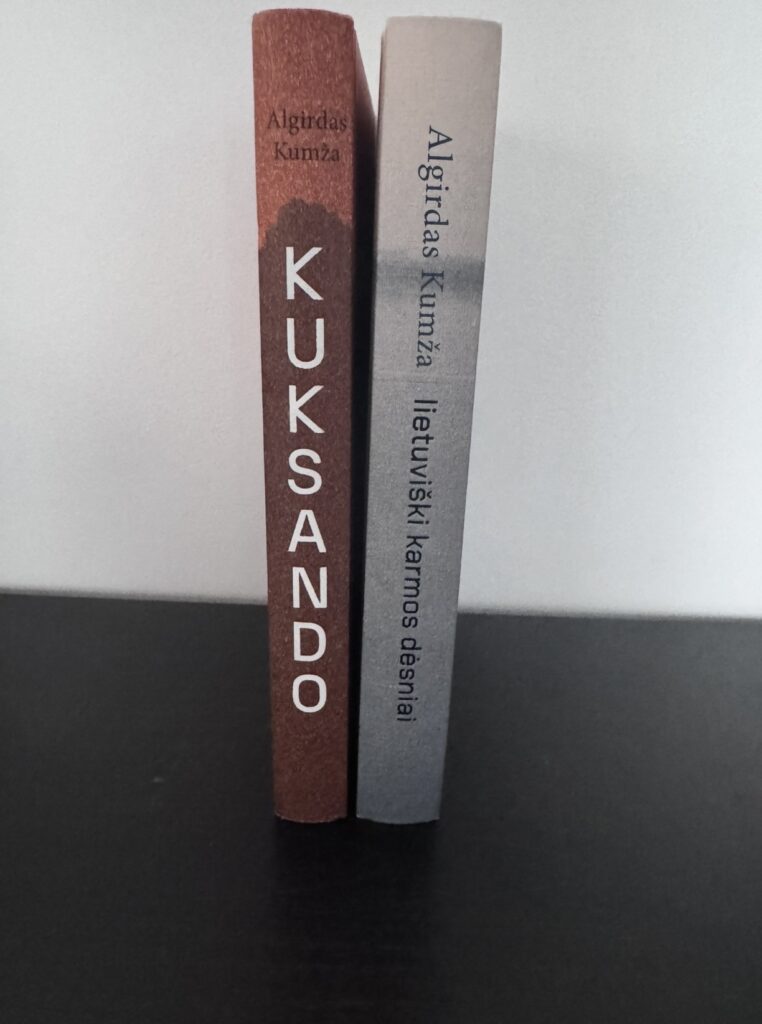 Algirdas
Kumža
KUKSANDO
Algirdas Kumža lietuviški karmos dėsniai